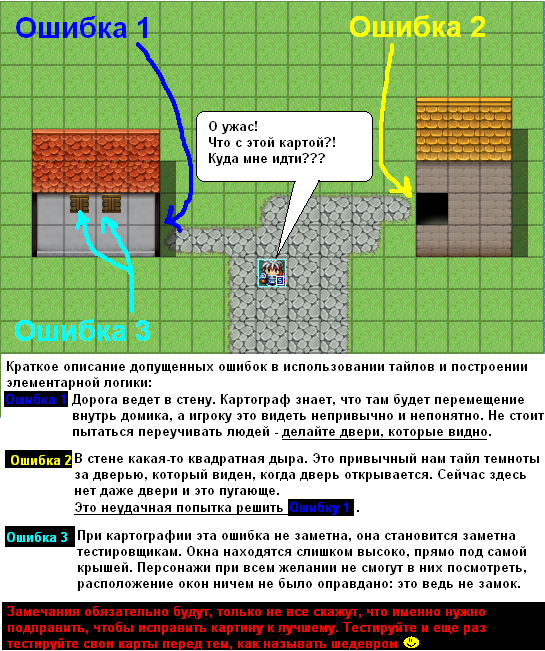 Ошибка 1
Ошибка 2
О ужас!
Что с этой картой?!
Куда мне идти???
Ошибка 3
Краткое описание допущенных ошибок в использовании тайлов и построении
элементарной логики:
Ошибка 1 Дорога ведет в стену. Картограф знает, что там будет перемещение
внутрь домика, а игроку это видеть непривычно и непонятно. Не стоит
пытаться переучивать людей - делайте двери, которые видно.
Ошибка 2 В стене какая-то квадратная дыра. Это привычный нам тайл темноты
за дверью, который виден, когда дверь открывается. Сейчас здесь
нет даже двери и это пугающе.
Это неудачная попытка решить Ошибку 1 .
Ошибка 3 При картографии эта ошибка не заметна, она становится заметна
тестировщикам. Окна находятся слишком высоко, прямо под самой
крышей. Персонажи при всем желании не смогут в них посмотреть,
расположение окон ничем не было оправдано: это ведь не замок.
Замечания обязательно будут, только не все скажут, что именно нужно
подправить, чтобы исправить картину к лучшему. Тестируйте и еще раз
тестируйте свои карты перед тем, как называть шедевром